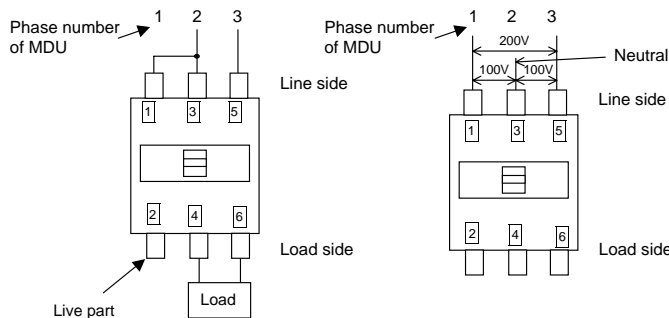 Phase number
of MDU
1 2 3
Line side
1 3 5
2 4 6
Load side
Live part
Load
Phase number
of MDU
1 2 3
200V
Neutral
100V 100V
Line side
1 3 5
2 4 6
Load side